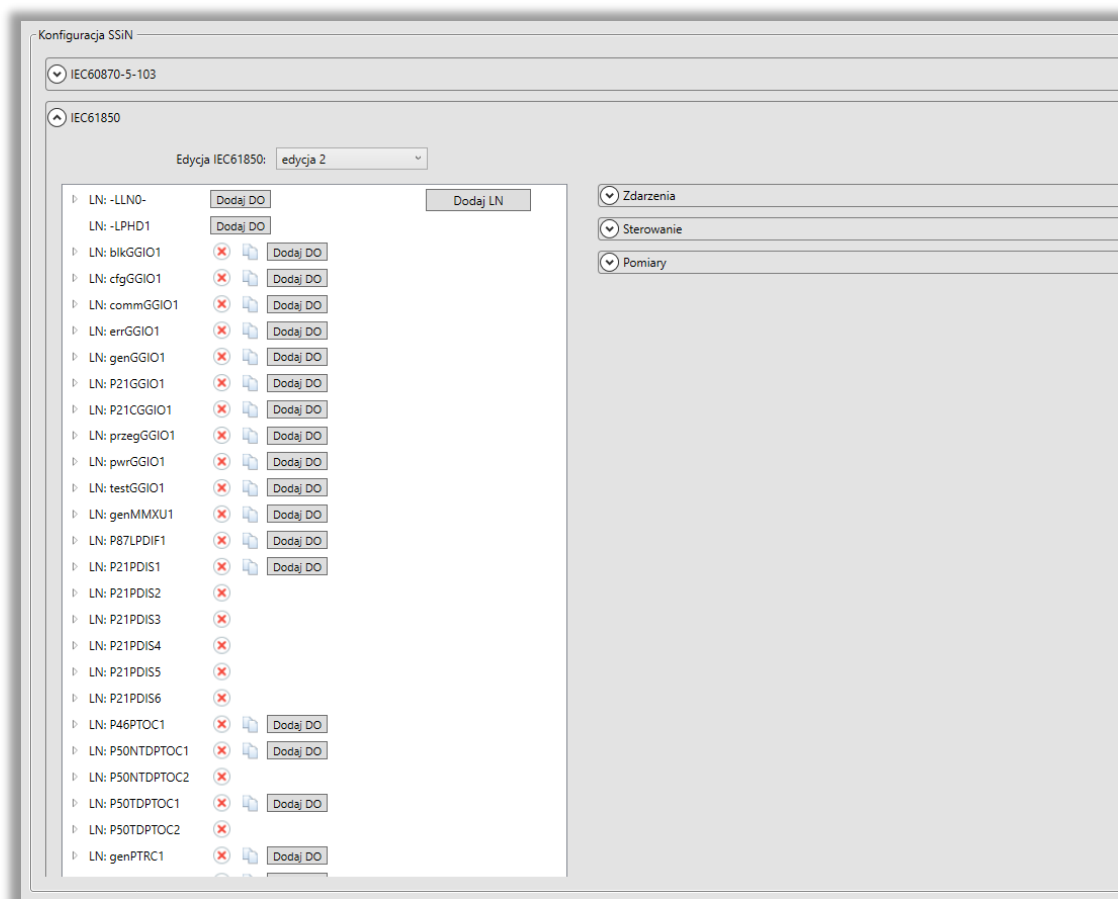 Konfiguracja SSiN
IEC60870-5-103
IEC61850
Edycja IEC61850: edycja 2
LN: -LLN0- Dodaj DO Dodaj LN
LN: -LPHD1 Dodaj DO
LN: blkGGIO1 Dodaj DO
LN: cfgGGIO1 Dodaj DO
LN: commGGIO1 Dodaj DO
LN: errGGIO1 Dodaj DO
LN: genGGIO1 Dodaj DO
LN: P21GGIO1 Dodaj DO
LN: P21CGGIO1 Dodaj DO
LN: przegGGIO1 Dodaj DO
LN: pwrGGIO1 Dodaj DO
LN: testGGIO1 Dodaj DO
LN: genMMXU1 Dodaj DO
LN: P87LPDIF1 Dodaj DO
LN: P21PDIS1 Dodaj DO
LN: P21PDIS2
LN: P21PDIS3
LN: P21PDIS4
LN: P21PDIS5
LN: P21PDIS6
LN: P46PTOC1 Dodaj DO
LN: P50NTDPTOC1 Dodaj DO
LN: P50NTDPTOC2
LN: P50TDPTOC1 Dodaj DO
LN: P50TDPTOC2
LN: genPTRC1 Dodaj DO
Zdarzenia
Sterowanie
Pomiary